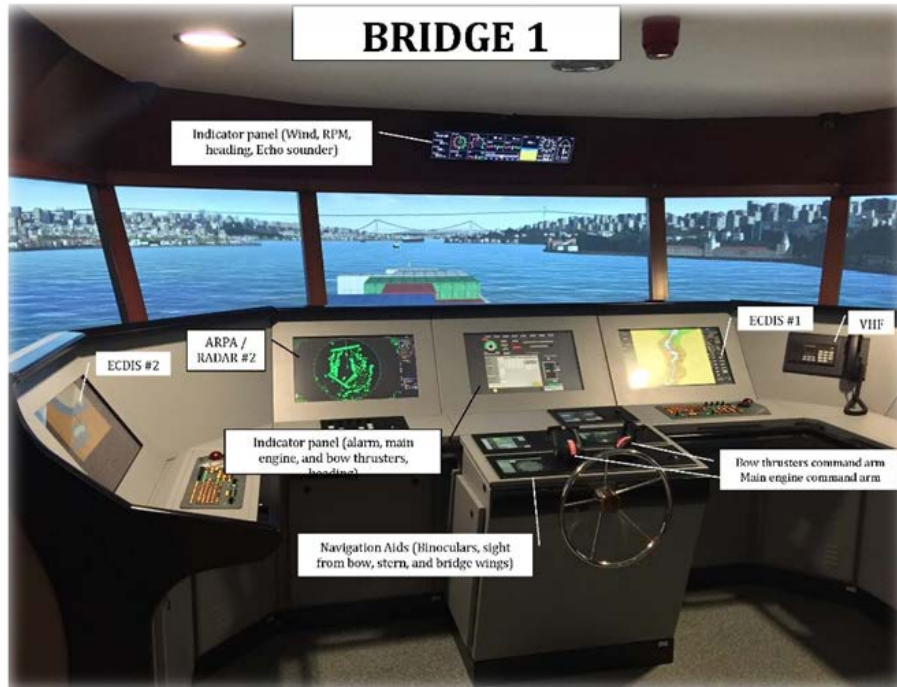 BRIDGE 1
Indicator panel (Wind, RPM,
heading, Echo sounder)
ECDIS #1
VHF
ARPA /
RADAR #2
ECDIS #2
Indicator panel (alarm, main
engine, and bow thrusters,
heading)
Bow thrusters command arm
Main engine command arm
Navigation Aids (Binoculars, sight
from bow, stern, and bridge wings)